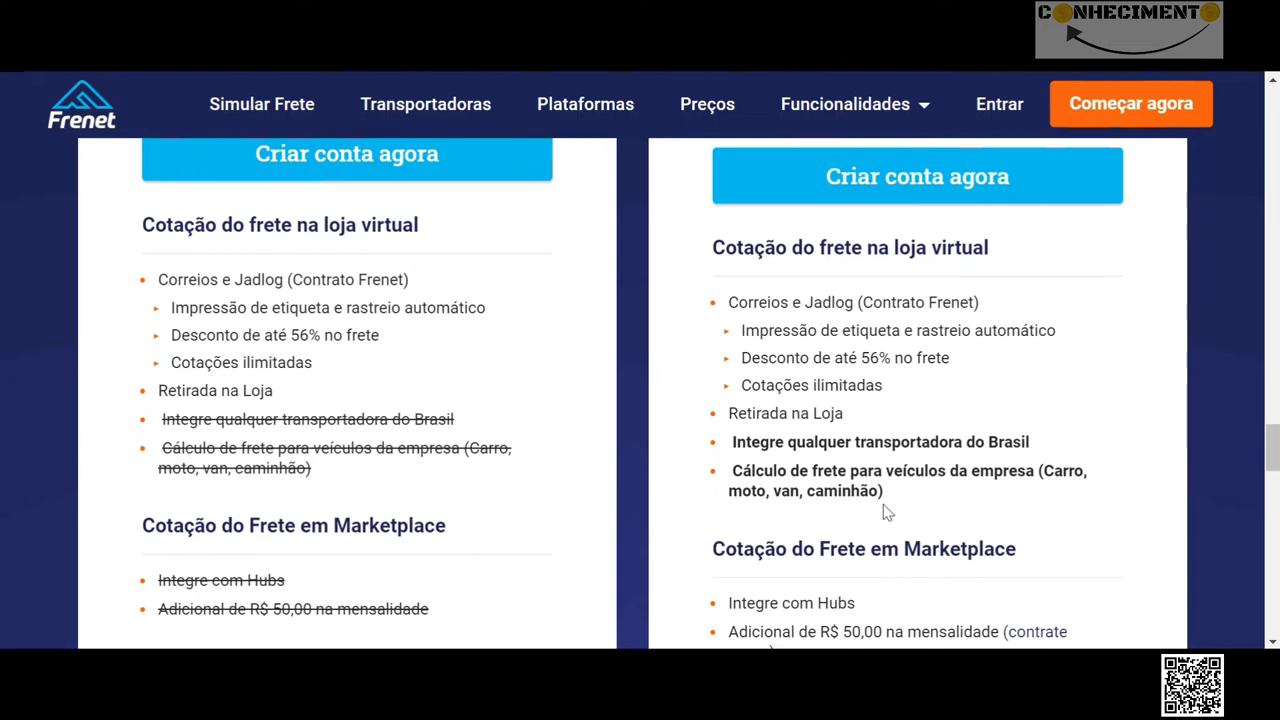 CONHECIMENTO
Frenet
Simular Frete
Transportadoras
Plataformas
Preços
Funcionalidades
Entrar
Começar agora
Criar conta agora
Cotação do frete na loja virtual
Correios e Jadlog (Contrato Frenet)
Impressão de etiqueta e rastreio automático
Desconto de até 56% no frete
Cotações ilimitadas
Retirada na Loja
Integre qualquer transportadora do Brasil
Cálculo de frete para veículos da empresa (Carro,
moto, van, caminhão)
Cotação do Frete em Marketplace
Integre com Hubs
Adicional de R$ 50,00 na mensalidade
Criar conta agora
Cotação do frete na loja virtual
Correios e Jadlog (Contrato Frenet)
Impressão de etiqueta e rastreio automático
Desconto de até 56% no frete
Cotações ilimitadas
Retirada na Loja
Integre qualquer transportadora do Brasil
Cálculo de frete para veículos da empresa (Carro,
moto, van, caminhão)
Cotação do Frete em Marketplace
Integre com Hubs
Adicional de R$ 50,00 na mensalidade (contrate